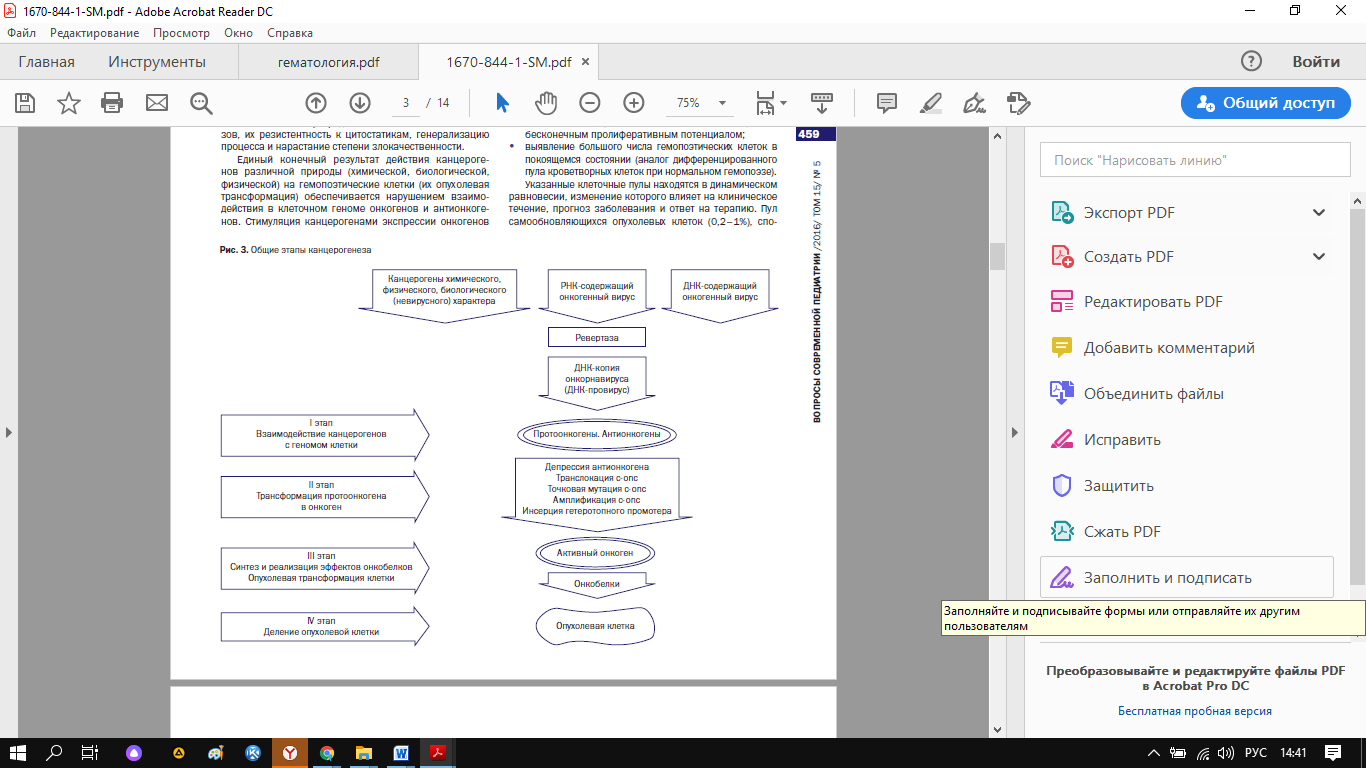 1670-844-1-SM.pdf - Adobe Acrobat Reader DC
Файл Редактирование Просмотр Окно Справка
Главная Инструменты гематология.pdf 1670-844-1-SM.pdf × Войти
3 / 14 75% Общий доступ
зов, их резистентность к цитостатикам, генерализацию
процесса и нарастание степени злокачественности.
Единый конечный результат действия канцероге-
нов различной природы (химической, биологической,
физической) на гемопоэтические клетки (их опухолевая
трансформация) обеспечивается нарушением взаимо-
действия в клеточном геноме онкогенов и антионкоге-
нов. Стимуляция канцерогенами экспрессии онкогенов
бесконечным пролиферативным потенциалом;
• выявление большого числа гемопоэтических клеток в
покоящемся состоянии (аналог дифференцированного
пула кроветворных клеток при нормальном гемопоэзе).
Указанные клеточные пулы находятся в динамическом
равновесии, изменение которого влияет на клиническое
течение, прогноз заболевания и ответ на терапию. Пул
самообновляющихся опухолевых клеток (0,2–1%), спо-
459
ВОПРОСЫ СОВРЕМЕННОЙ ПЕДИАТРИИ /2016/ ТОМ 15/ № 5
Рис. 3. Общие этапы канцерогенеза
Канцерогены химического,
физического, биологического
(невирусного) характера
РНК-содержащий
онкогенный вирус
ДНК-содержащий
онкогенный вирус
Ревертаза
ДНК-копия
онкорнавируса
(ДНК-провирус)
I этап
Взаимодействие канцерогенов
с геномом клетки
Протоонкогены. Антионкогены
II этап
Трансформация протоонкогена
в онкоген
Депрессия антионкогена
Транслокация с-опс
Точковая мутация с-опс
Амплификация с-опс
Инсерция гетеротопного промотера
III этап
Синтез и реализация эффектов онкобелков
Опухолевая трансформация клетки
Активный онкоген
Онкобелки
IV этап
Деление опухолевой клетки
Опухолевая клетка
Поиск "Нарисовать линию"
Экспорт PDF
Создать PDF
Редактировать PDF
Добавить комментарий
Объединить файлы
Исправить
Защитить
Сжать PDF
Заполнить и подписать
Заполняйте и подписывайте формы или отправляйте их другим
пользователям
Преобразовывайте и редактируйте файлы PDF
в Acrobat Pro DC
Бесплатная пробная версия
РУС 14:41